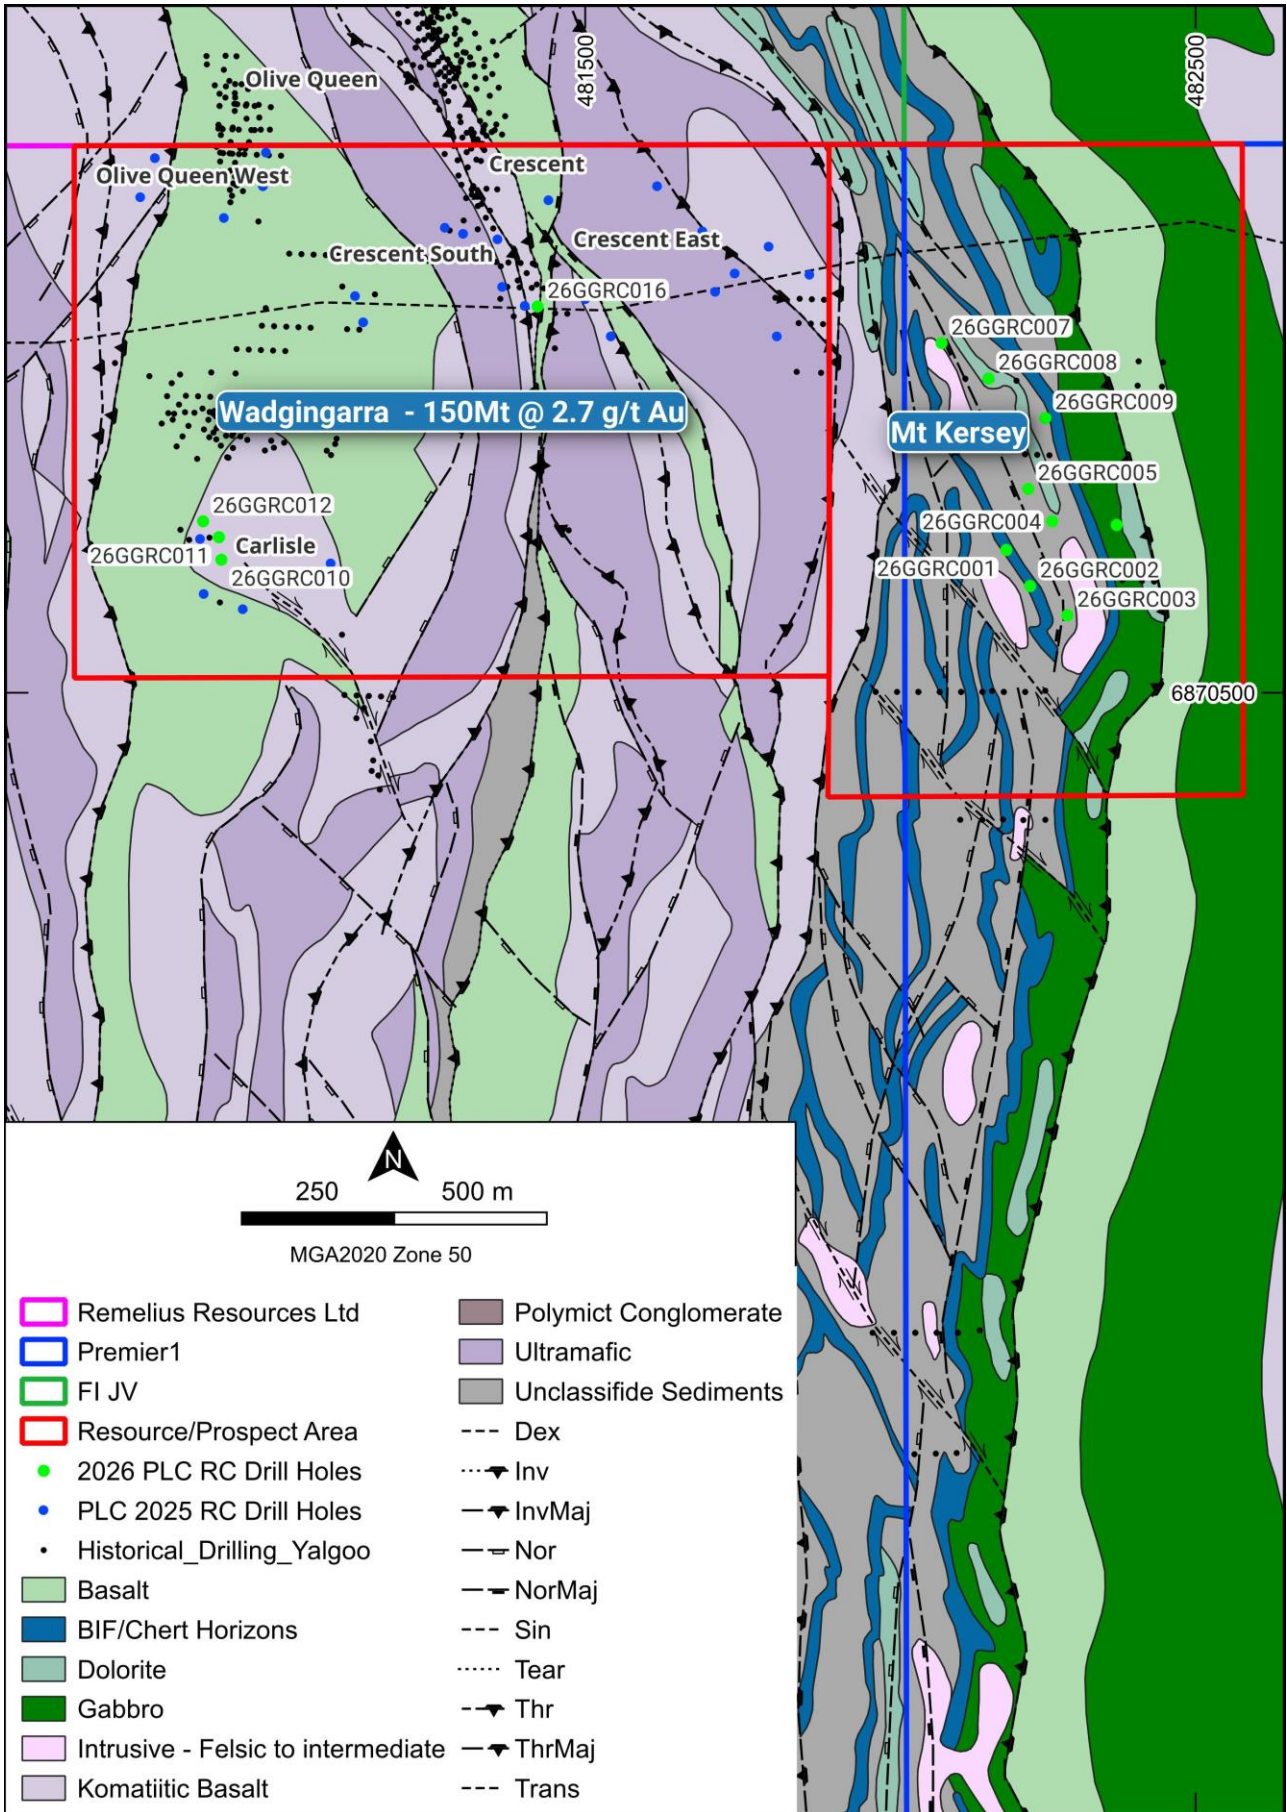 Olive Queen
481500
482500
Olive Queen West
Crescent
Crescent South
Crescent East
26GGRC016
26GGRC007
26GGRC008
26GGRC009
Wadgingarra - 150Mt @ 2.7 g/t Au
Mt Kersey
26GGRC005
26GGRC012
26GGRC004
26GGRC011
Carlisle
26GGRC001
26GGRC002
26GGRC010
26GGRC003
6870500
N
250 500 m
MGA2020 Zone 50
Remelius Resources Ltd
Premier1
FI JV
Resource/Prospect Area
2026 PLC RC Drill Holes
PLC 2025 RC Drill Holes
Historical_Drilling_Yalgoo
Basalt
BIF/Chert Horizons
Dolorite
Gabbro
Intrusive - Felsic to intermediate
Komatiitic Basalt
Polymict Conglomerate
Ultramafic
Unclassifide Sediments
Dex
Inv
InvMaj
Nor
NorMaj
Sin
Tear
Thr
ThrMaj
Trans